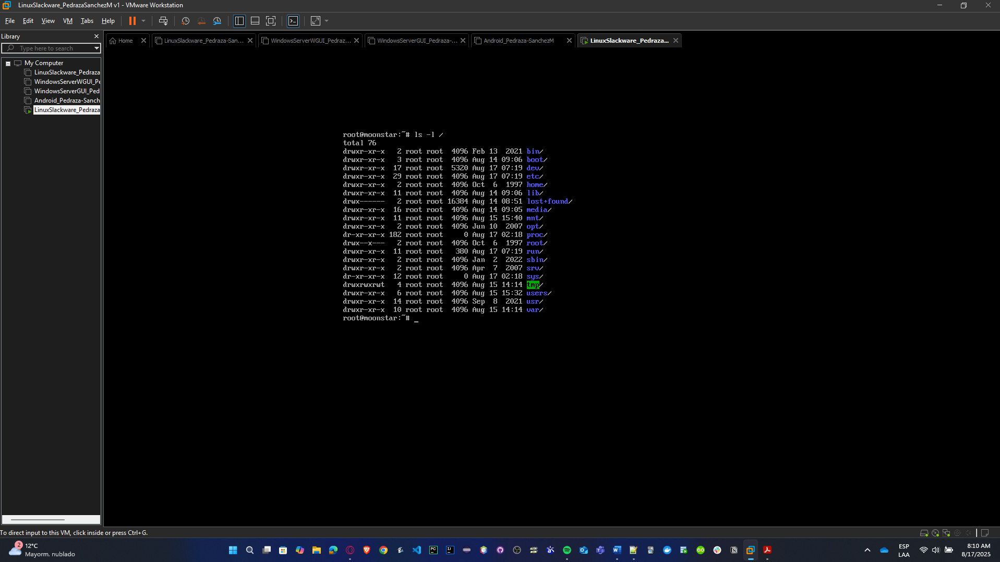 LinuxSlackware_PedrazaSanchezM v1 - VMware Workstation
File Edit View VM Tabs Help
Library
Type here to search
My Computer
LinuxSlackware_Pedraza
WindowsServerWGUI_Pe
WindowsServerGUI_Ped
Android_Pedraza-Sanch
LinuxSlackware_Pedraza
Home LinuxSlackware_Pedraza-San... WindowsServerWGUI_Pedraz... WindowsServerGUI_Pedraza-... Android_Pedraza-SanchezM LinuxSlackware_Pedraza...
root@moonstar:~# ls -l /
total 76
drwxr-xr-x   2 root root  4096 Feb 13  2021 bin/
drwxr-xr-x   3 root root  4096 Aug 14 09:06 boot/
drwxr-xr-x  17 root root  5320 Aug 17 07:19 dev/
drwxr-xr-x  29 root root  4096 Aug 17 07:19 etc/
drwxr-xr-x   2 root root  4096 Oct  6  1997 home/
drwxr-xr-x  11 root root  4096 Aug 14 09:06 lib/
drwx------   2 root root 16384 Aug 14 08:51 lost+found/
drwxr-xr-x  16 root root  4096 Aug 14 09:05 media/
drwxr-xr-x  11 root root  4096 Aug 15 15:40 mnt/
drwxr-xr-x   2 root root  4096 Jun 10  2007 opt/
dr-xr-xr-x 182 root root     0 Aug 17 02:18 proc/
drwx--x---   2 root root  4096 Oct  6  1997 root/
drwxr-xr-x  11 root root   380 Aug 17 07:19 run/
drwxr-xr-x   2 root root  4096 Jan  2  2022 sbin/
drwxr-xr-x   2 root root  4096 Apr  7  2007 srv/
dr-xr-xr-x  12 root root     0 Aug 17 02:18 sys/
drwxrwxrwt   4 root root  4096 Aug 15 14:14 tmp/
drwxr-xr-x   6 root root  4096 Aug 15 15:32 users/
drwxr-xr-x  14 root root  4096 Sep  8  2021 usr/
drwxr-xr-x  10 root root  4096 Aug 15 14:14 var/
root@moonstar:~# _
To direct input to this VM, click inside or press Ctrl+G.
2
12°C
Mayorm. nublado
ESP
LAA
8:10 AM
8/17/2025